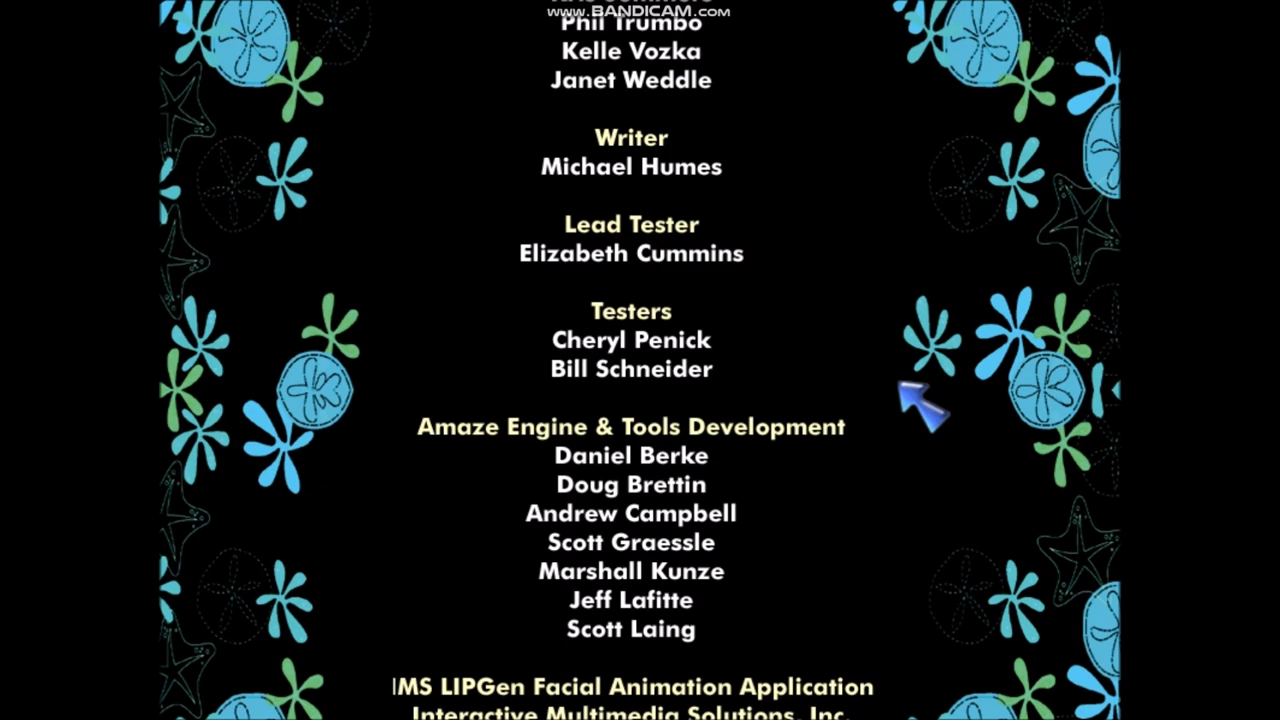 WWW.BANDICAM.COM
Phil Trumbo
Kelle Vozka
Janet Weddle
Writer
Michael Humes
Lead Tester
Elizabeth Cummins
Testers
Cheryl Penick
Bill Schneider
Amaze Engine & Tools Development
Daniel Berke
Doug Brettin
Andrew Campbell
Scott Graessle
Marshall Kunze
Jeff Lafitte
Scott Laing
IMS LIPGen Facial Animation Application
Interactive Multimedia Solutions, Inc.